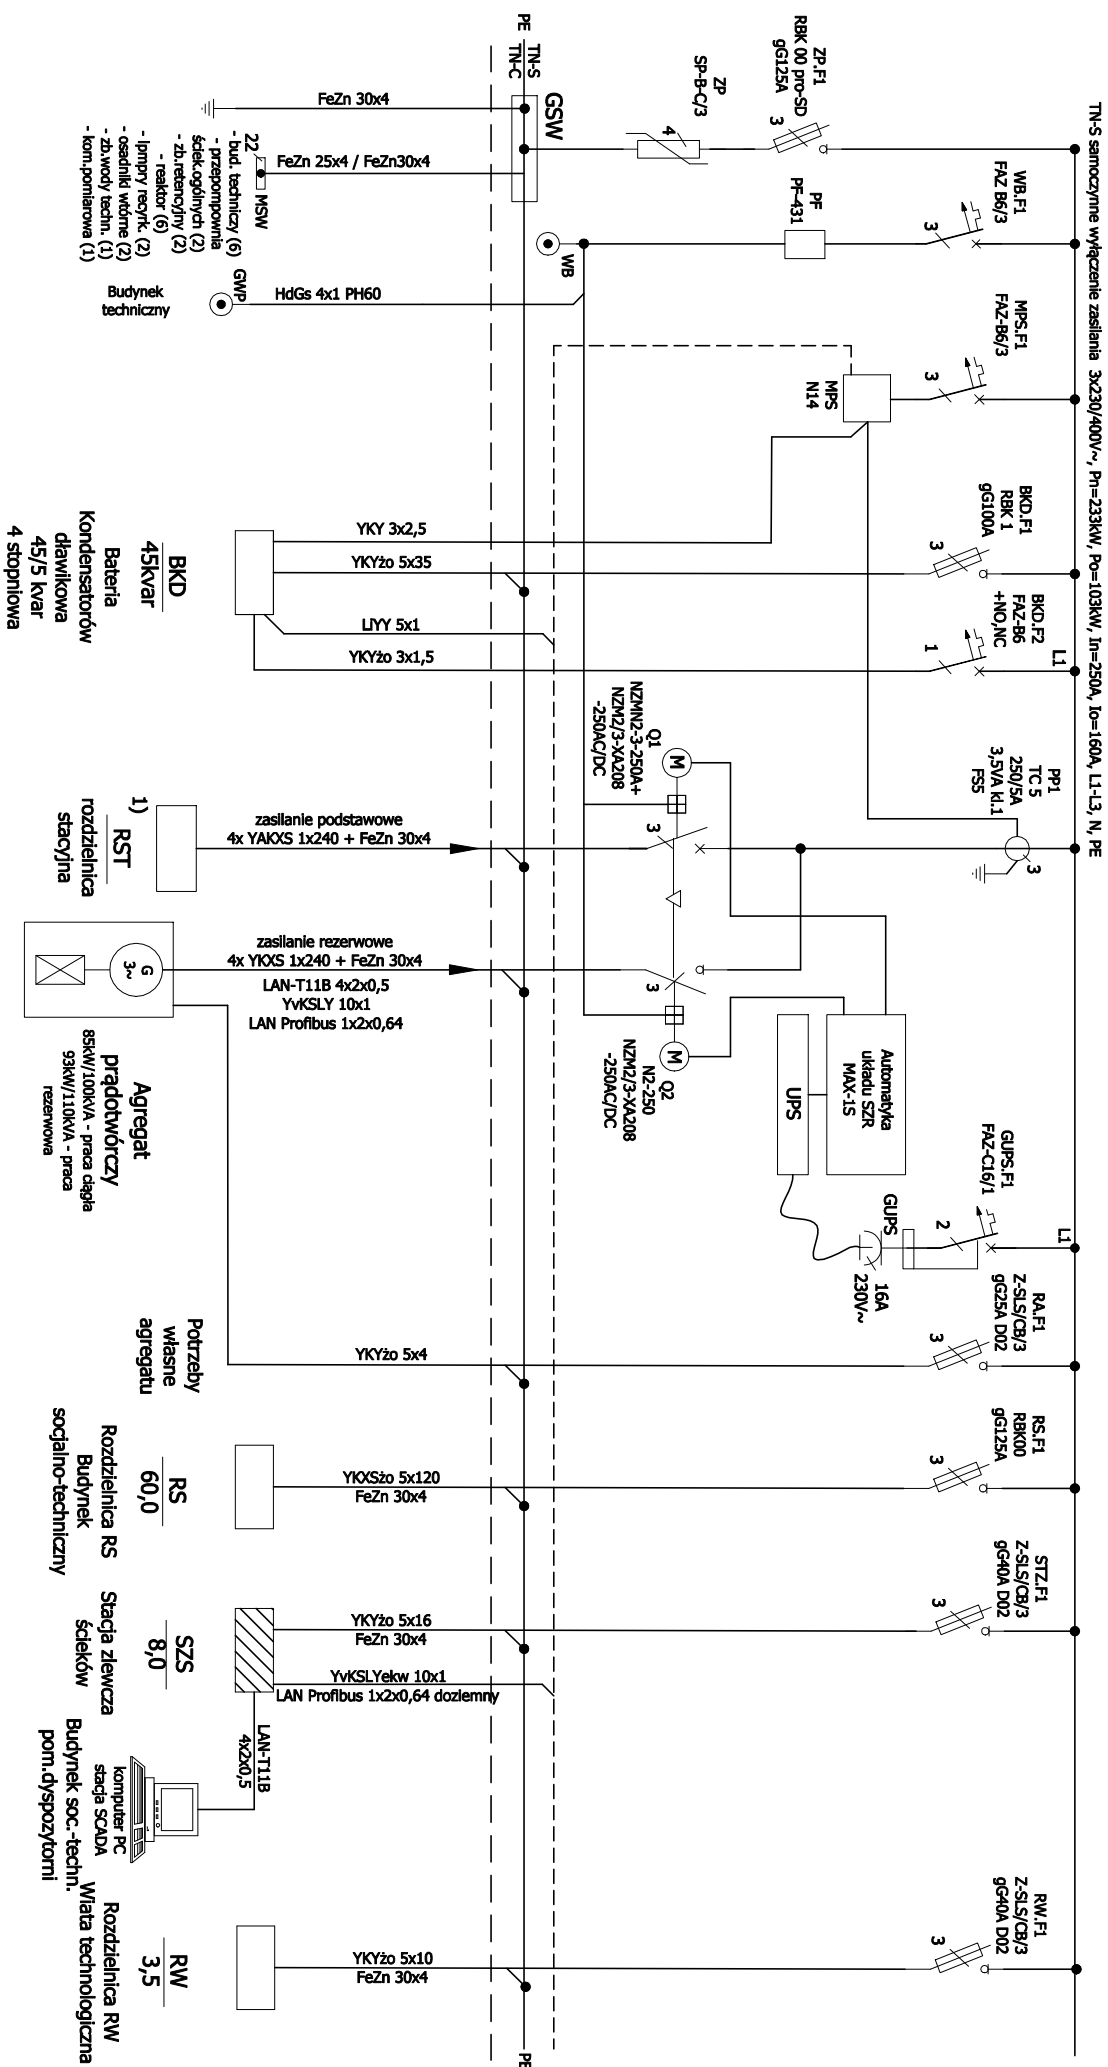 TN-S samoczynne wyłączenie zasilania 3x230/400V~, Pn=233kW, Po=103kW, In=250A, Io=160A, L1-L3, N, PE
ZP.F1
RBK 00 pro-SD
gG125A
3
ZP
SP-B-C/3
4
PE
TN-S
TN-C
GSW
FeZn 30x4
FeZn 25x4 / FeZn30x4
22
MSW
- bud. techniczy (6)
- przepompownia
ściek.ogólnych (2)
- zb.retencyjny (2)
- reaktor (6)
- lpmpry recyrk. (2)
- osadniki wtórne (2)
- zb.wody techn. (1)
- kom.pomiarowa (1)
WB.F1
FAZ B6/3
3
PF
PF-431
WB
HdGs 4x1 PH60
GWP
Budynek
techniczny
MPS.F1
FAZ-B6/3
3
MPS
N14
BKD.F1
RBK 1
gG100A
3
YKY 3x2,5
YKYżo 5x35
BKD.F2
FAZ-B6
+NO,NC
L1
1
LIYY 5x1
YKYżo 3x1,5
BKD
45kvar
Bateria
Kondensatorów
dławikowa
45/5 kvar
4 stopniowa
PP1
TC 5
250/5A
3,5VA kl.1
FS5
3
Q1
NZMN2-3-250A+
NZM2/3-XA208
-250AC/DC
M
3
zasilanie podstawowe
4x YAKXS 1x240 + FeZn 30x4
1)
RST
rozdzielnica
stacyjna
3
M
Q2
N2-250
NZM2/3-XA208
-250AC/DC
zasilanie rezerwowe
4x YKXS 1x240 + FeZn 30x4
LAN-T11B 4x2x0,5
YvKSLY 10x1
LAN Profibus 1x2x0,64
G
3~
Agregat
prądotwórczy
85kW/100kVA - praca ciągła
93kW/110kVA - praca
rezerwowa
Automatyka
układu SZR
MAX-1S
UPS
GUPS.F1
FAZ-C16/1
L1
2
GUPS
16A
230V~
RA.F1
Z-SLS/CB/3
gG25A D02
3
YKYżo 5x4
Potrzeby
własne
agregatu
RS.F1
RBK00
gG125A
3
YKXSżo 5x120
FeZn 30x4
RS
60,0
Rozdzielnica RS
Budynek
socjalno-techniczny
STZ.F1
Z-SLS/CB/3
gG40A D02
3
YKYżo 5x16
FeZn 30x4
YvKSLYekw 10x1
LAN Profibus 1x2x0,64 doziemny
SZS
8,0
Stacja zlewcza
ścieków
LAN-T11B
4x2x0,5
komputer PC
stacja SCADA
Budynek soc.-techn.
pom.dyspozytorni
RW.F1
Z-SLS/CB/3
gG40A D02
3
YKYżo 5x10
FeZn 30x4
RW
3,5
Rozdzielnica RW
Wiata technologiczna
PE